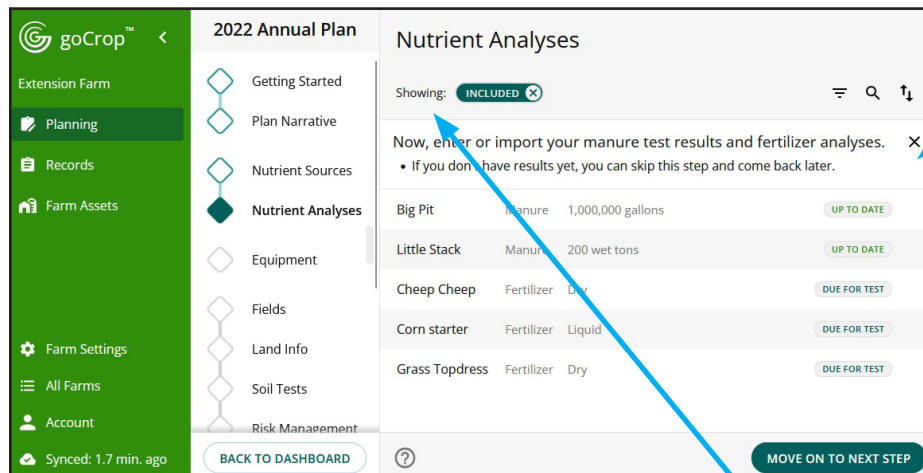 goCrop™
Extension Farm
Planning
Records
Farm Assets
Farm Settings
All Farms
Account
Synced: 1.7 min. ago
2022 Annual Plan
Getting Started
Plan Narrative
Nutrient Sources
Nutrient Analyses
Equipment
Fields
Land Info
Soil Tests
Risk Management
BACK TO DASHBOARD
Nutrient Analyses
Showing: INCLUDED
Now, enter or import your manure test results and fertilizer analyses.
• If you don't have results yet, you can skip this step and come back later.
Big Pit Manure 1,000,000 gallons UP TO DATE
Little Stack Manure 200 wet tons UP TO DATE
Cheep Cheep Fertilizer Dry DUE FOR TEST
Corn starter Fertilizer Liquid DUE FOR TEST
Grass Topdress Fertilizer Dry DUE FOR TEST
MOVE ON TO NEXT STEP